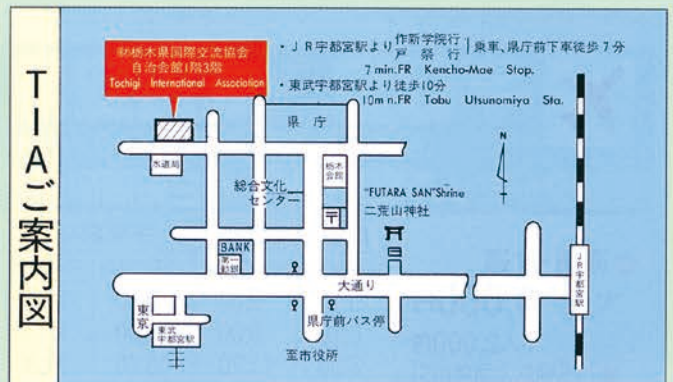 TIAご案内図
㈶栃木県国際交流協会
自治会館1階3階
Tochigi International Association
・JR宇都宮駅より 作新学院行 戸祭行 乗車、県庁前下車徒歩7分
7 min.FR Kencho-Mae Stop.
・東武宇都宮駅より徒歩10分
10min.FR Tobu Utsunomiya Sta.
県庁
N
水道局
栃木会館
総合文化
センター
〒
"FUTARA SAN"Shrine
二荒山神社
BANK
第一勧銀
大通り
JR宇都宮駅
東京
東武
宇都宮駅
県庁前バス停
至市役所